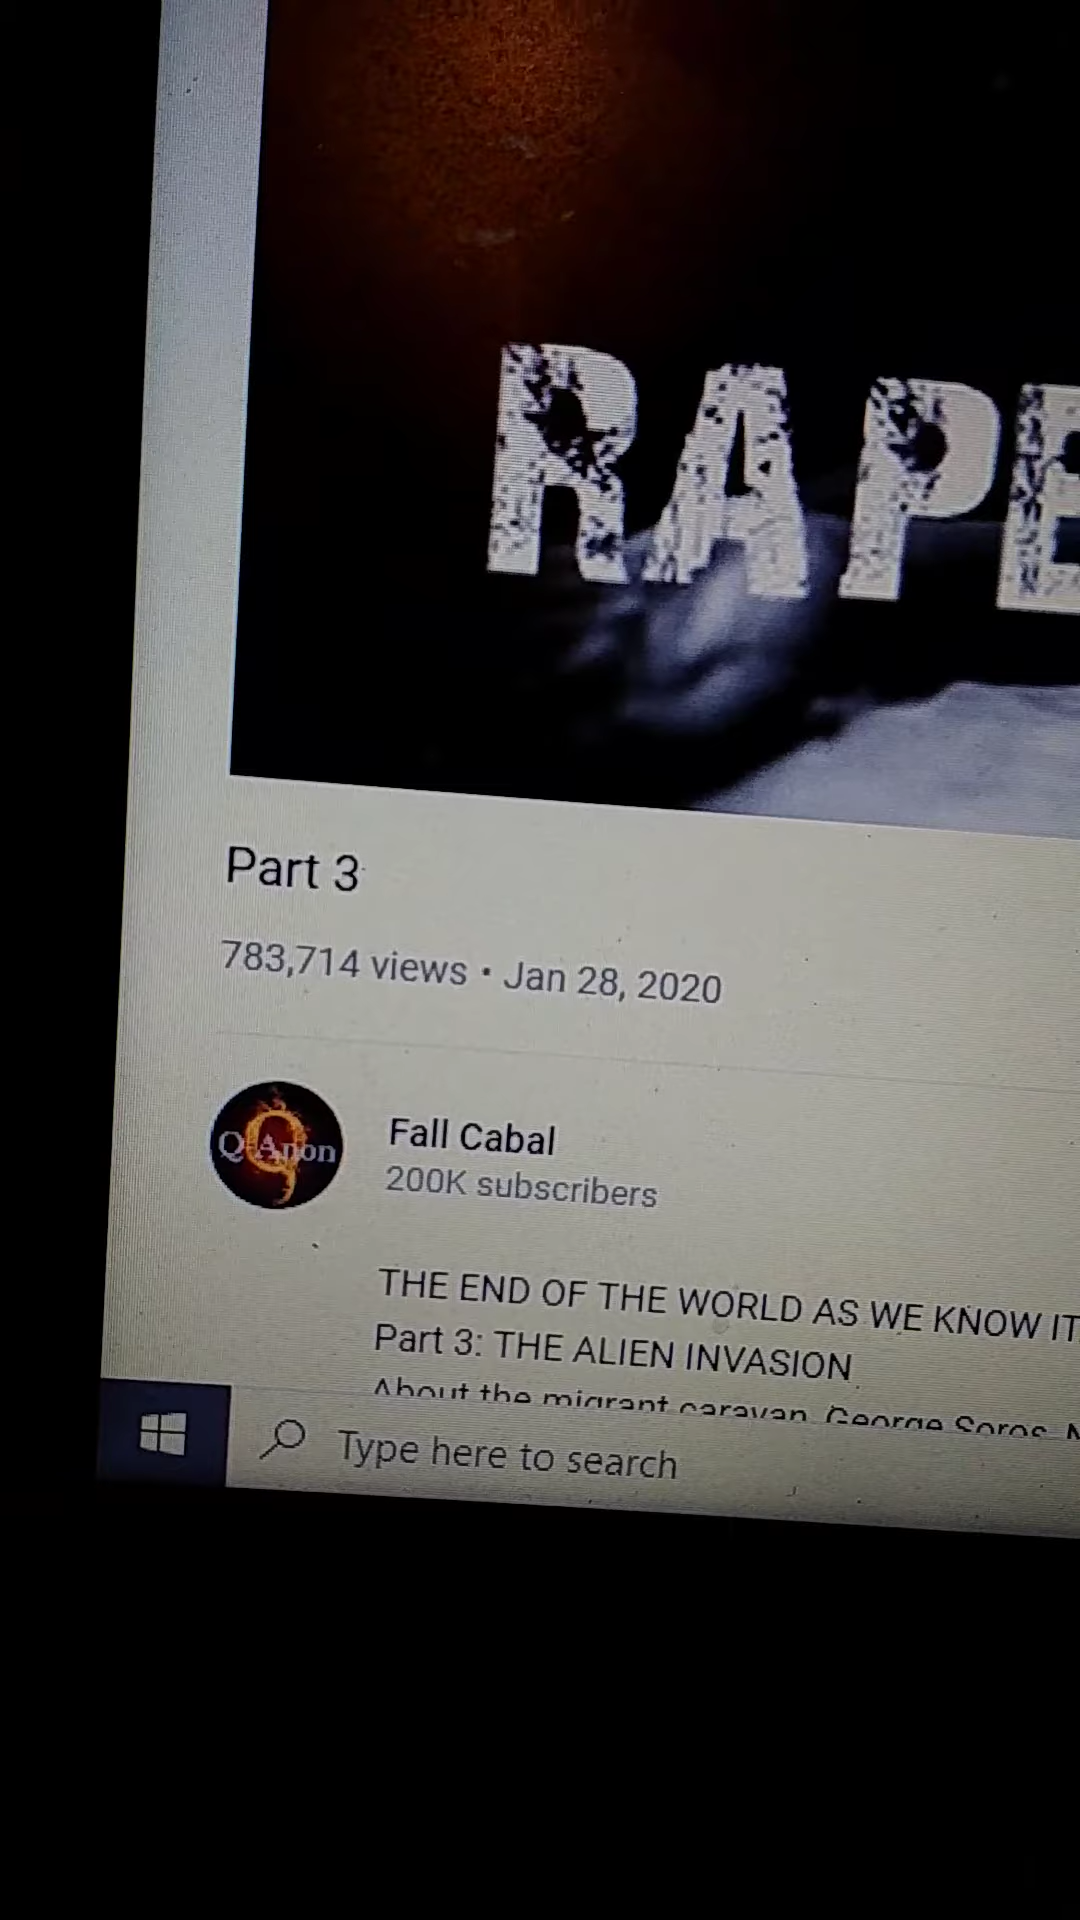 RAPE
Part 3
783,714 views • Jan 28, 2020
QAnon
Fall Cabal
200K subscribers
THE END OF THE WORLD AS WE KNOW IT
Part 3: THE ALIEN INVASION
About the migrant caravan, George Soros,
Type here to search